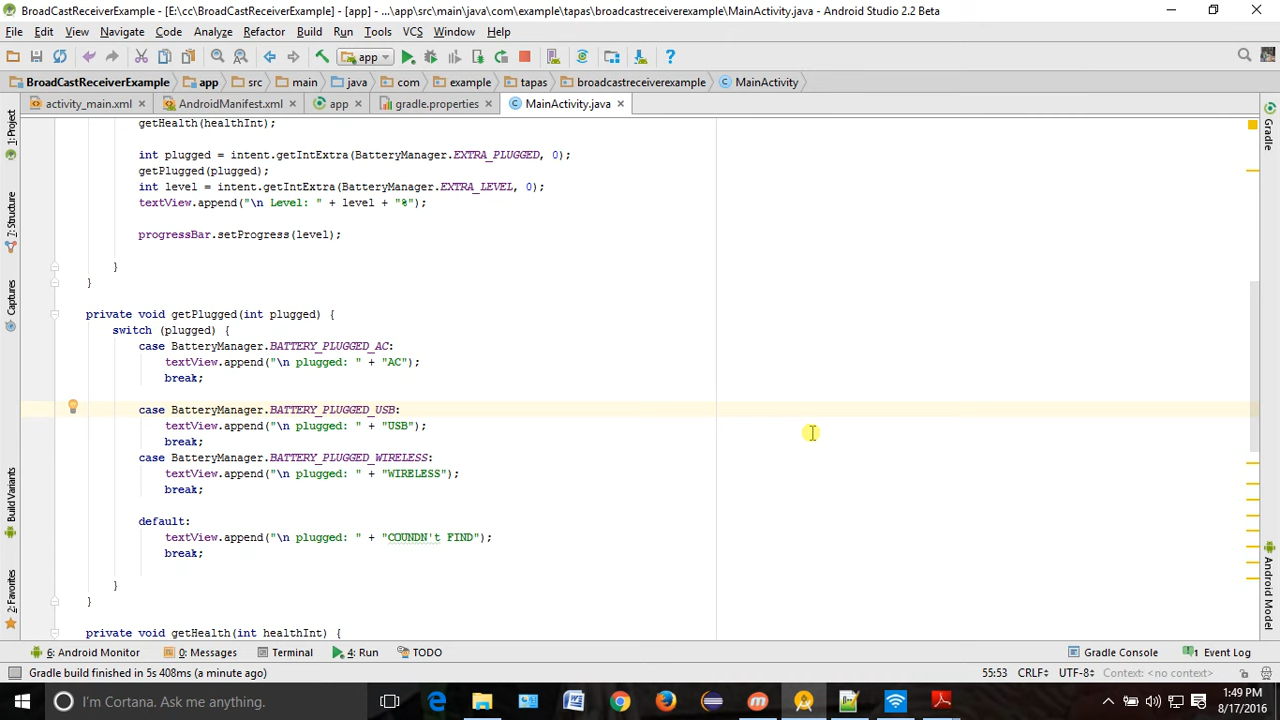 BroadCastReceiverExample - [E:\cc\BroadCastReceiverExample] - [app] - ...\app\src\main\java\com\example\tapas\broadcastreceiverexample\MainActivity.java - Android Studio 2.2 Beta
File Edit View Navigate Code Analyze Refactor Build Run Tools VCS Window Help
app
BroadCastReceiverExample app src main java com example tapas broadcastreceiverexample MainActivity
activity_main.xml AndroidManifest.xml app gradle.properties MainActivity.java
1: Project
7: Structure
Captures
Build Variants
2: Favorites
Gradle
Android Model
getHealth(healthInt);
int plugged = intent.getIntExtra(BatteryManager.EXTRA_PLUGGED, 0);
getPlugged(plugged);
int level = intent.getIntExtra(BatteryManager.EXTRA_LEVEL, 0);
textView.append("\n Level: " + level + "%");
progressBar.setProgress(level);
}
}
private void getPlugged(int plugged) {
switch (plugged) {
case BatteryManager.BATTERY_PLUGGED_AC:
textView.append("\n plugged: " + "AC");
break;
case BatteryManager.BATTERY_PLUGGED_USB:
textView.append("\n plugged: " + "USB");
break;
case BatteryManager.BATTERY_PLUGGED_WIRELESS:
textView.append("\n plugged: " + "WIRELESS");
break;
default:
textView.append("\n plugged: " + "COUNDN't FIND");
break;
}
}
private void getHealth(int healthInt) {
6: Android Monitor 0: Messages Terminal 4: Run TODO Gradle Console 1 Event Log
Gradle build finished in 5s 408ms (a minute ago) 55:53 CRLF UTF-8 Context: <no context>
I'm Cortana. Ask me anything. 1:49 PM
8/17/2016